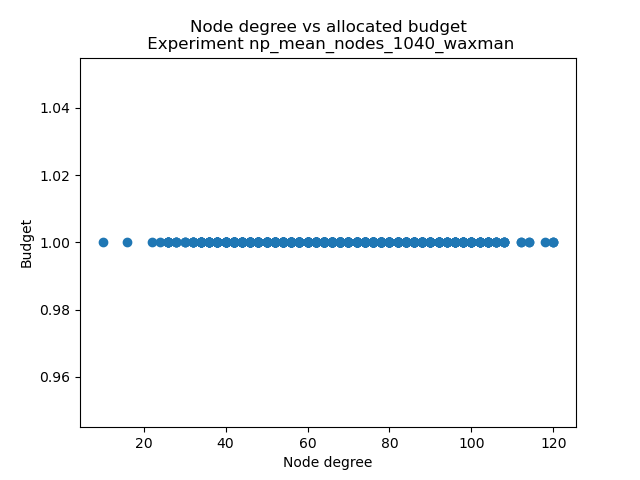 Node degree vs allocated budget
Experiment np_mean_nodes_1040_waxman
1.04
1.02
1.00
0.98
0.96
Budget
20 40 60 80 100 120
Node degree